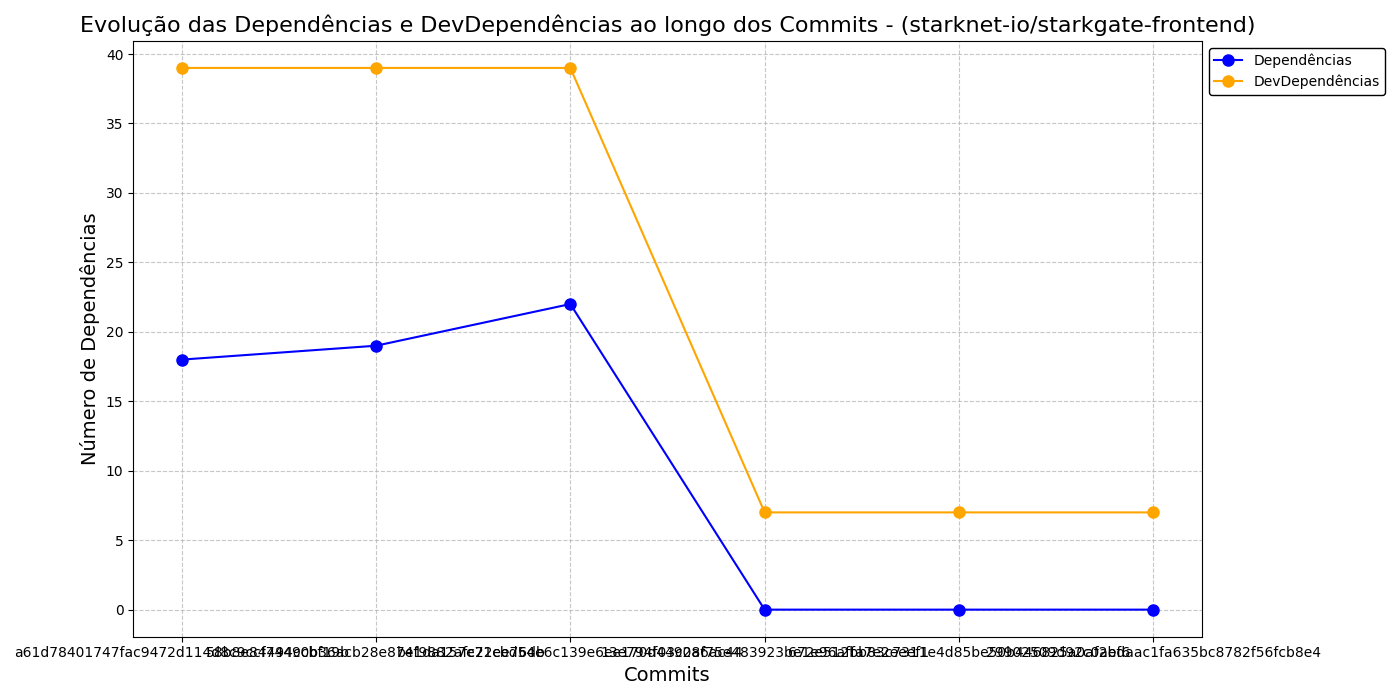 Evolução das Dependências e DevDependências ao longo dos Commits - (starknet-io/starkgate-frontend)
Dependências
DevDependências
Número de Dependências
40
35
30
25
20
15
10
5
0
Commits